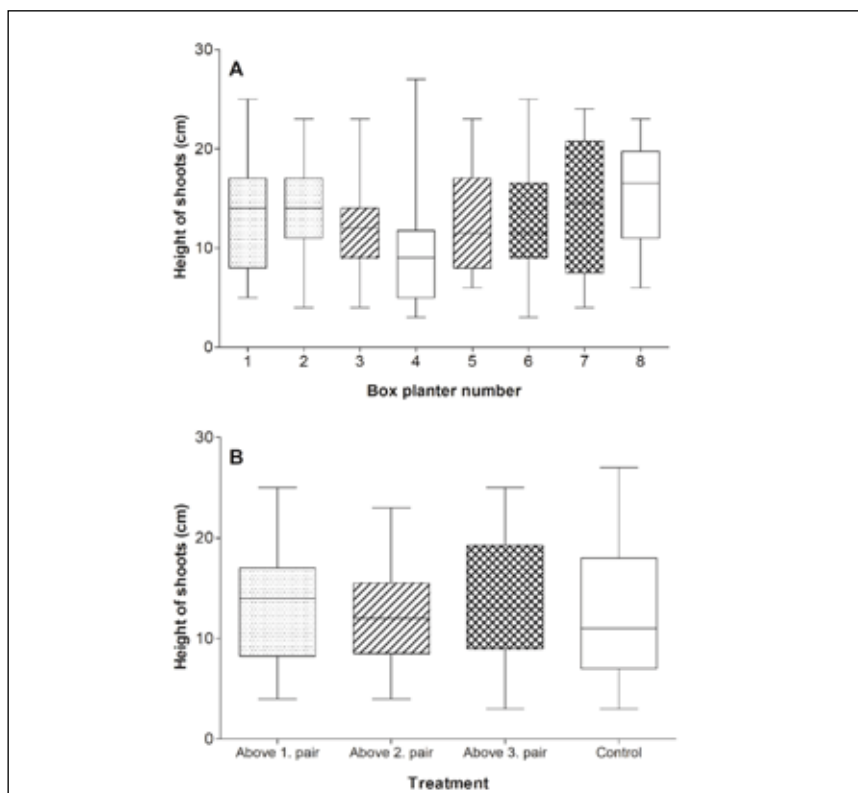 A
Height of shoots (cm)
30
20
10
0
1 2 3 4 5 6 7 8
Box planter number
B
Height of shoots (cm)
30
20
10
0
Above 1. pair Above 2. pair Above 3. pair Control
Treatment